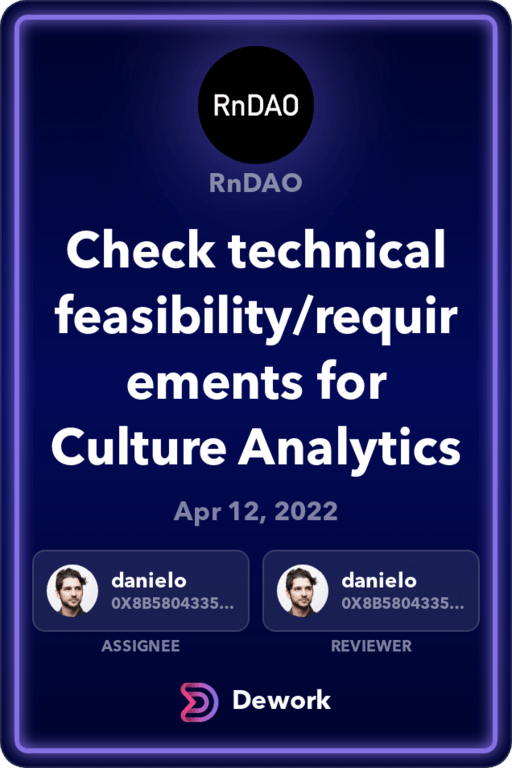 RnDAO
RnDAO
Check technical
feasibility/requir
ements for
Culture Analytics
Apr 12, 2022
danielo
0X8B5804335...
danielo
0X8B5804335...
ASSIGNEE
REVIEWER
Dework